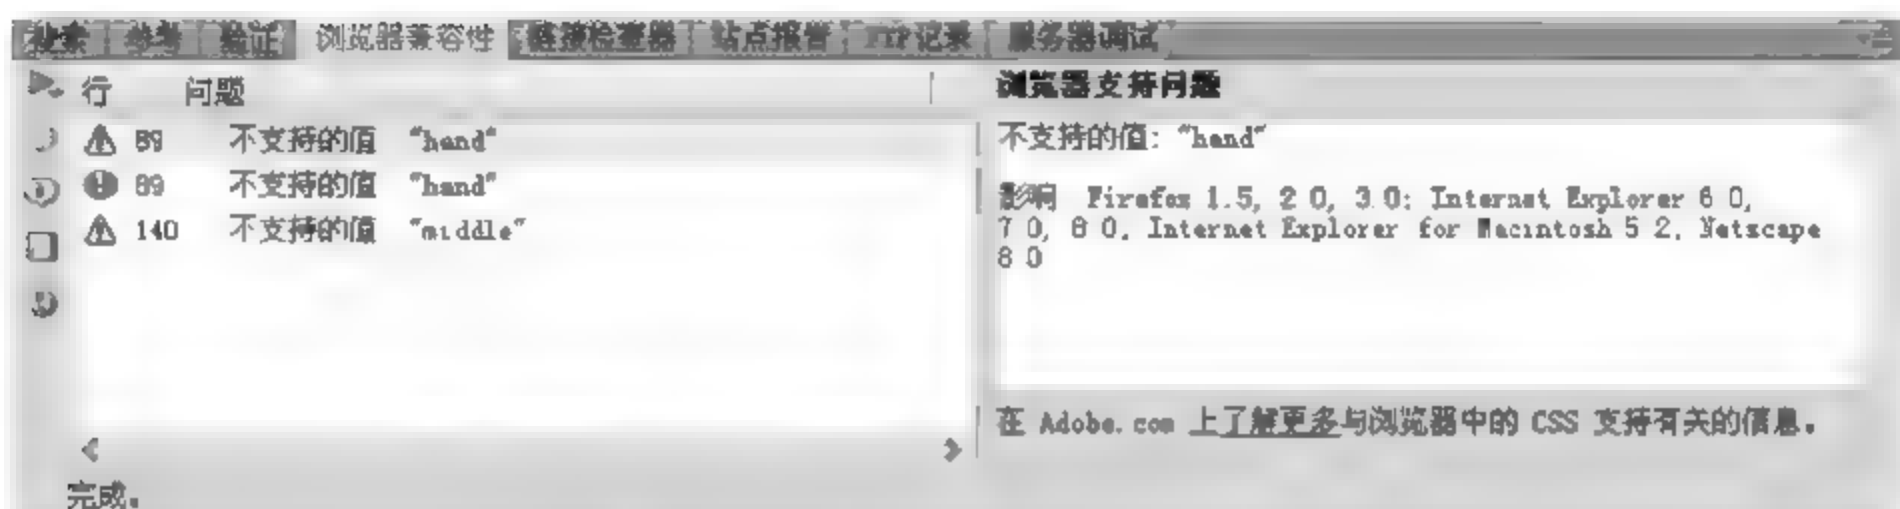 搜索 参考 验证 浏览器兼容性 链接检查器 站点报告 FTP记录 服务器调试
行 问题
89 不支持的值 "hand"
89 不支持的值 "hand"
140 不支持的值 "middle"
完成。
浏览器支持问题
不支持的值: "hand"
影响 Firefox 1.5, 2 0, 3 0; Internet Explorer 6 0,
7 0, 8 0, Internet Explorer for Macintosh 5 2, Netscape
8 0
在 Adobe.com 上了解更多与浏览器中的 CSS 支持有关的信息。